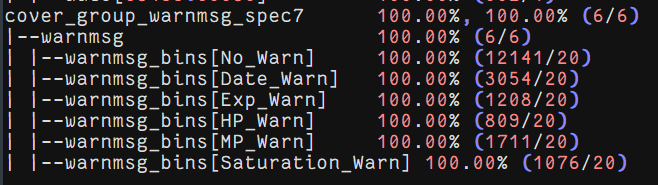 cover_group_warnmsg_spec7 100.00%, 100.00% (6/6)
|--warnmsg 100.00% (6/6)
| |--warnmsg_bins[No_Warn] 100.00% (12141/20)
| |--warnmsg_bins[Date_Warn] 100.00% (3054/20)
| |--warnmsg_bins[Exp_Warn] 100.00% (1208/20)
| |--warnmsg_bins[HP_Warn] 100.00% (809/20)
| |--warnmsg_bins[MP_Warn] 100.00% (1711/20)
| |--warnmsg_bins[Saturation_Warn] 100.00% (1076/20)